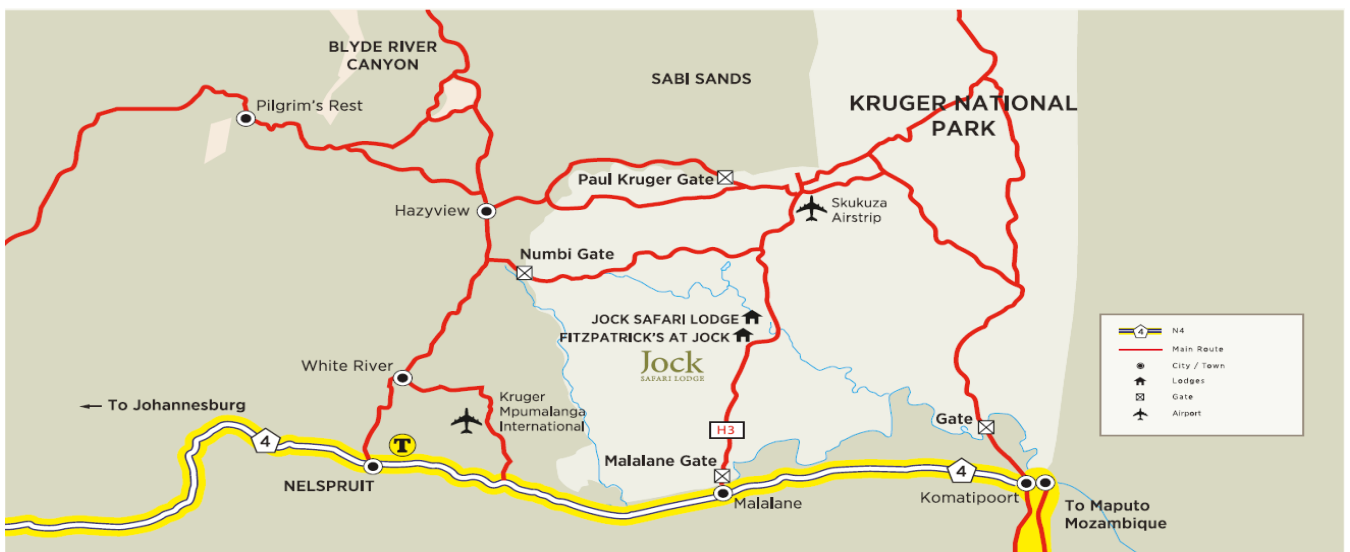 BLYDE RIVER
CANYON
SABI SANDS
Pilgrim's Rest
KRUGER NATIONAL
PARK
Paul Kruger Gate
Hazyview
Skukuza
Airstrip
Numbi Gate
JOCK SAFARI LODGE
FITZPATRICK'S AT JOCK
Jock
SAFARI LODGE
4 N4
Main Route
City / Town
Lodges
Gate
Airport
White River
To Johannesburg
Kruger
Mpumalanga
International
4
T
H3
Gate
Malalane Gate
4
NELSPRUIT
Malalane
Komatipoort
To Maputo
Mozambique